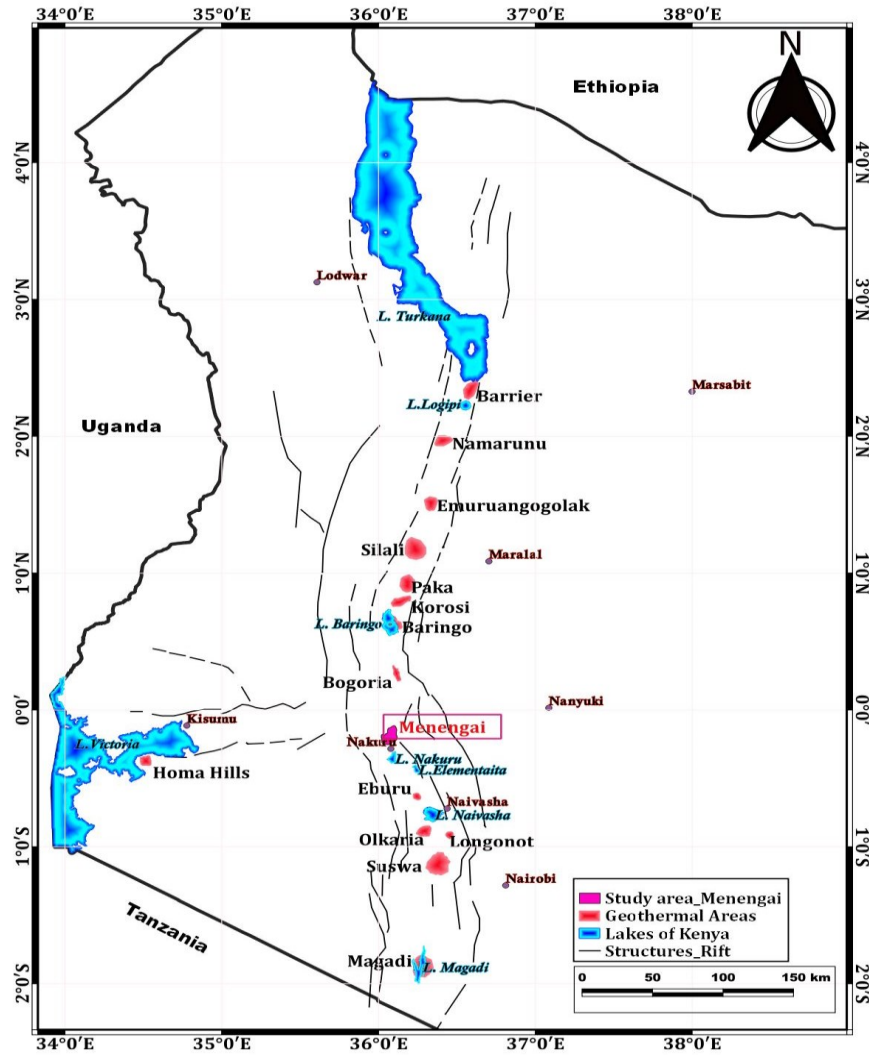 34°0′E 35°0′E 36°0′E 37°0′E 38°0′E
N
Ethiopia
4°0′N 4°0′N
Lodwar
3°0′N 3°0′N
L. Turkana
Marsabit
Barrier
L.Logipi
Uganda
2°0′N 2°0′N
Namarunu
Emuruangogolak
Silali
Maralal
1°0′N 1°0′N
Paka
Korosi
L. Baringo
Baringo
Bogoria
Nanyuki
0°0′ 0°0′
Kisumu
Menengai
L.Victoria
Nakuru
L. Nakuru
Homa Hills
L.Elementaita
Eburu
Naivasha
L. Naivasha
Olkaria
Longonot
1°0′S 1°0′S
Suswa
Nairobi
Tanzania
Study area_Menengai
Geothermal Areas
Lakes of Kenya
Structures_Rift
Magadi
L. Magadi
0 50 100 150 km
2°0′S 2°0′S
34°0′E 35°0′E 36°0′E 37°0′E 38°0′E